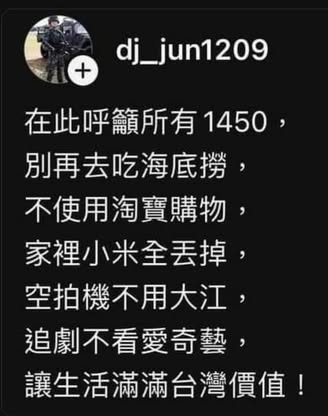 dj_jun1209
在此呼籲所有1450，
別再去吃海底撈，
不使用淘寶購物，
家裡小米全丟掉，
空拍機不用大江，
追劇不看愛奇藝，
讓生活滿滿台灣價值！